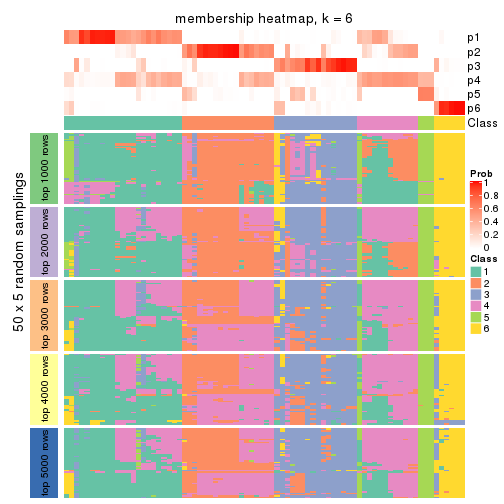 membership heatmap, k = 6
p1
p2
p3
p4
p5
p6
Class
50 x 5 random samplings
top 1000 rows
top 2000 rows
top 3000 rows
top 4000 rows
top 5000 rows
Prob
1
0.8
0.6
0.4
0.2
0
Class
1
2
3
4
5
6